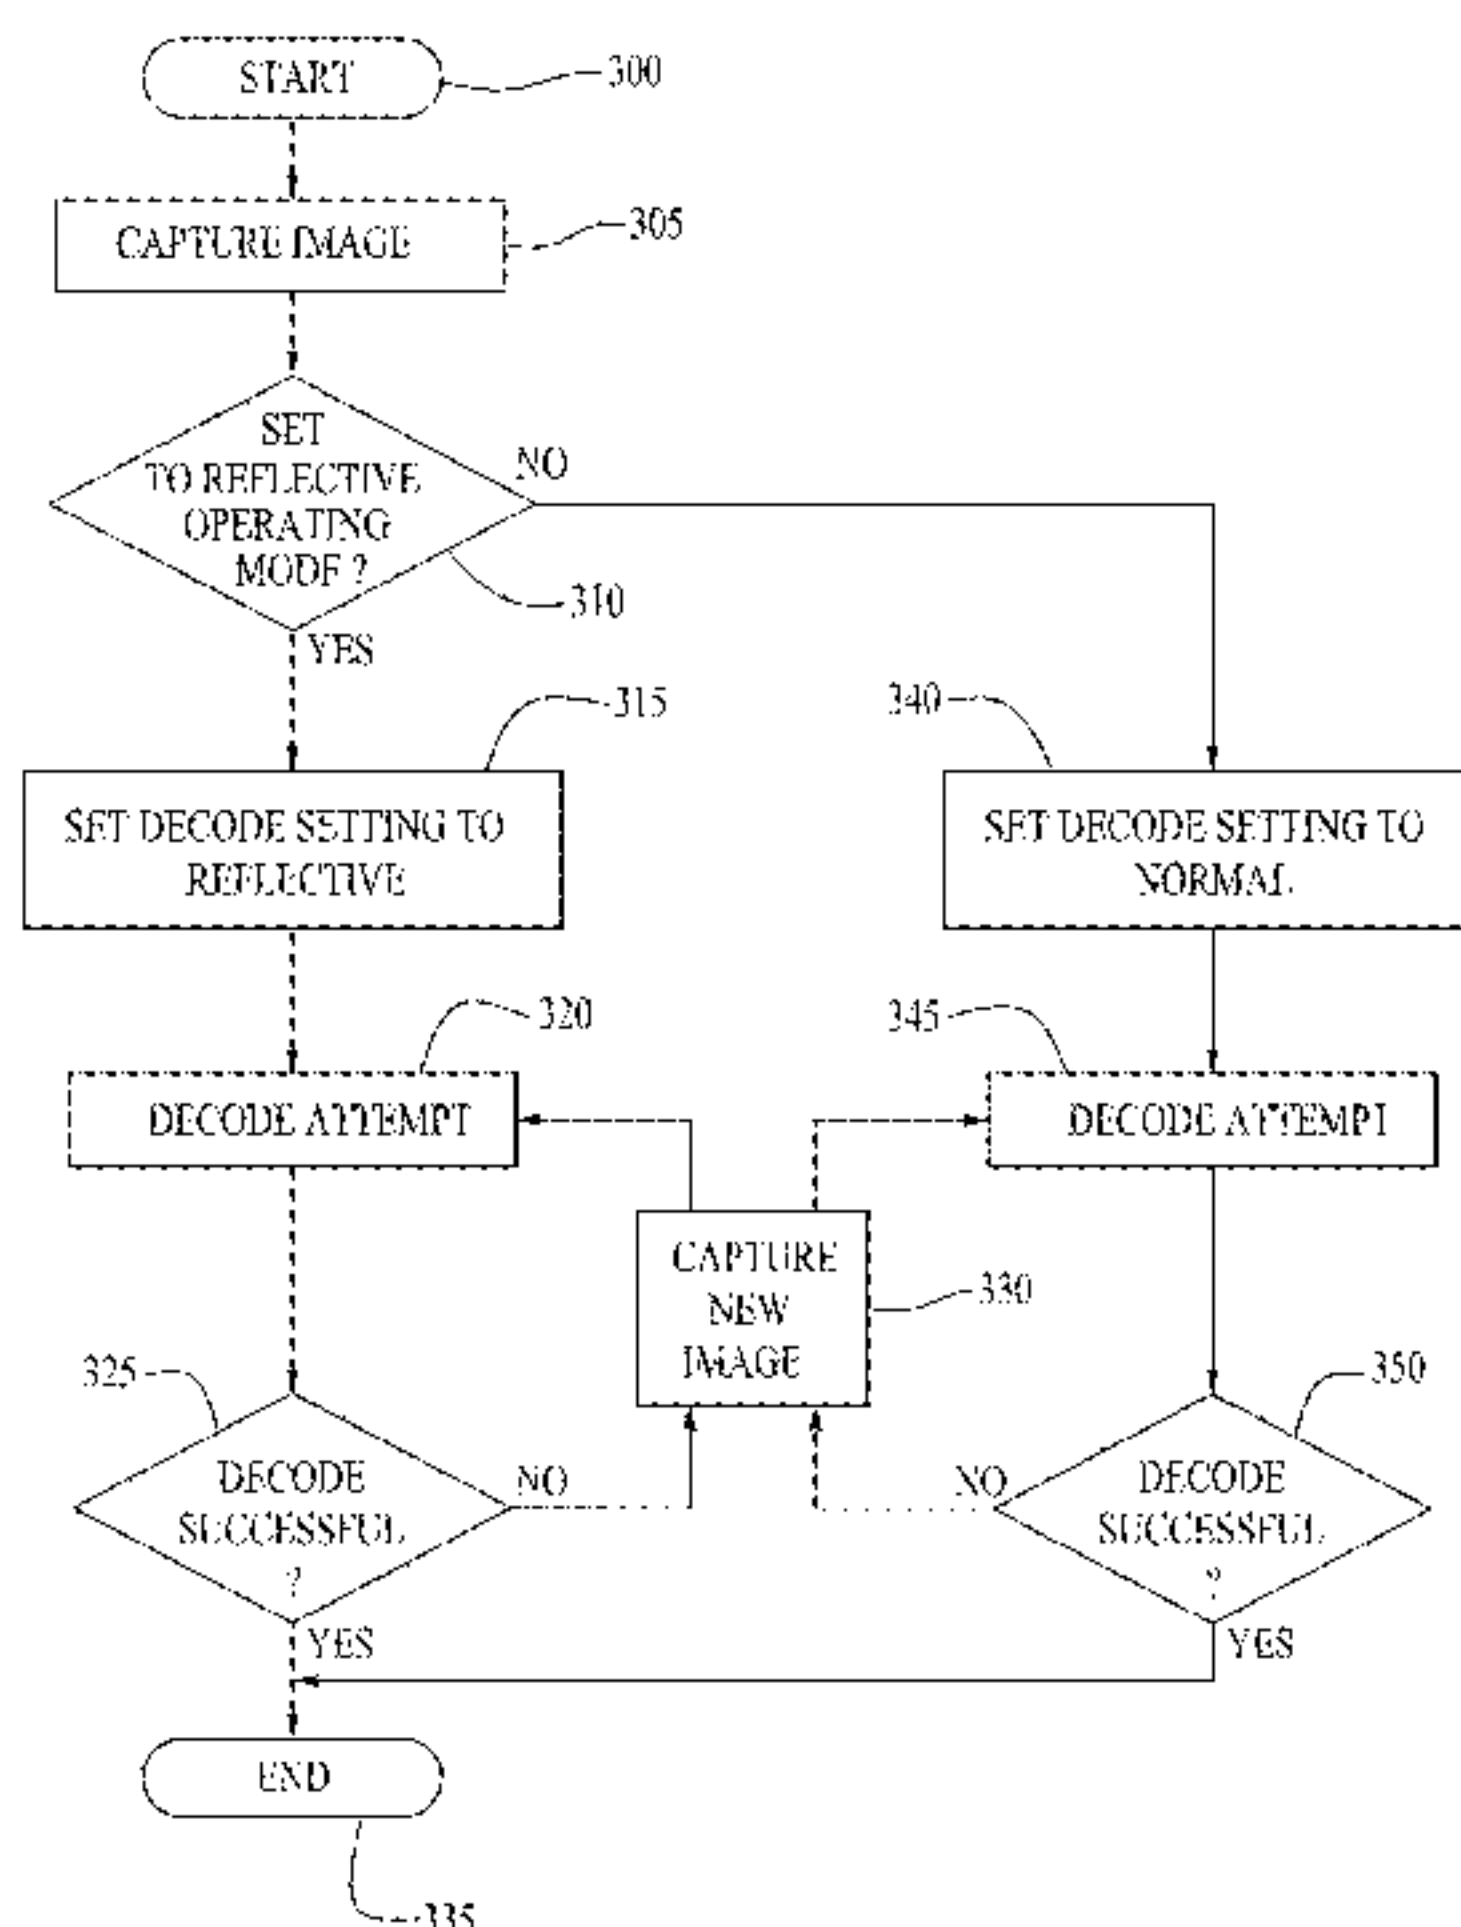 START
300
CAPTURE IMAGE
305
SET
TO REFLECTIVE
OPERATING
MODE ?
NO
310
YES
315
340
SET DECODE SETTING TO
REFLECTIVE
SET DECODE SETTING TO
NORMAL
320
345
DECODE ATTEMPT
DECODE ATTEMPT
CAPTURE
NEW
IMAGE
330
325
350
DECODE
SUCCESSFUL
?
NO
NO
DECODE
SUCCESSFUL
?
YES
YES
END
335